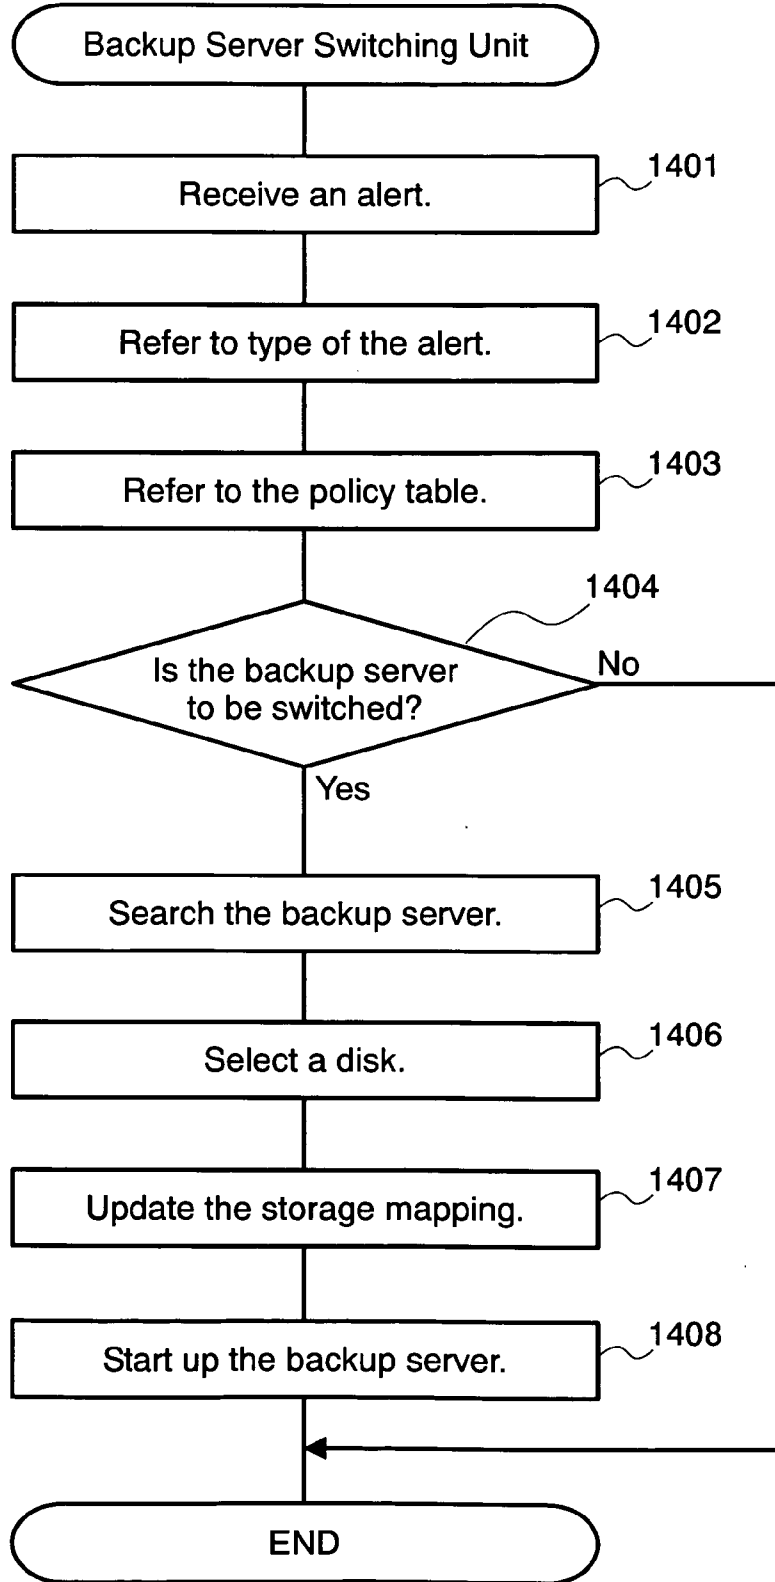 Backup Server Switching Unit
1401
Receive an alert.
1402
Refer to type of the alert.
1403
Refer to the policy table.
1404
Is the backup server
to be switched?
No
Yes
1405
Search the backup server.
1406
Select a disk.
1407
Update the storage mapping.
1408
Start up the backup server.
END